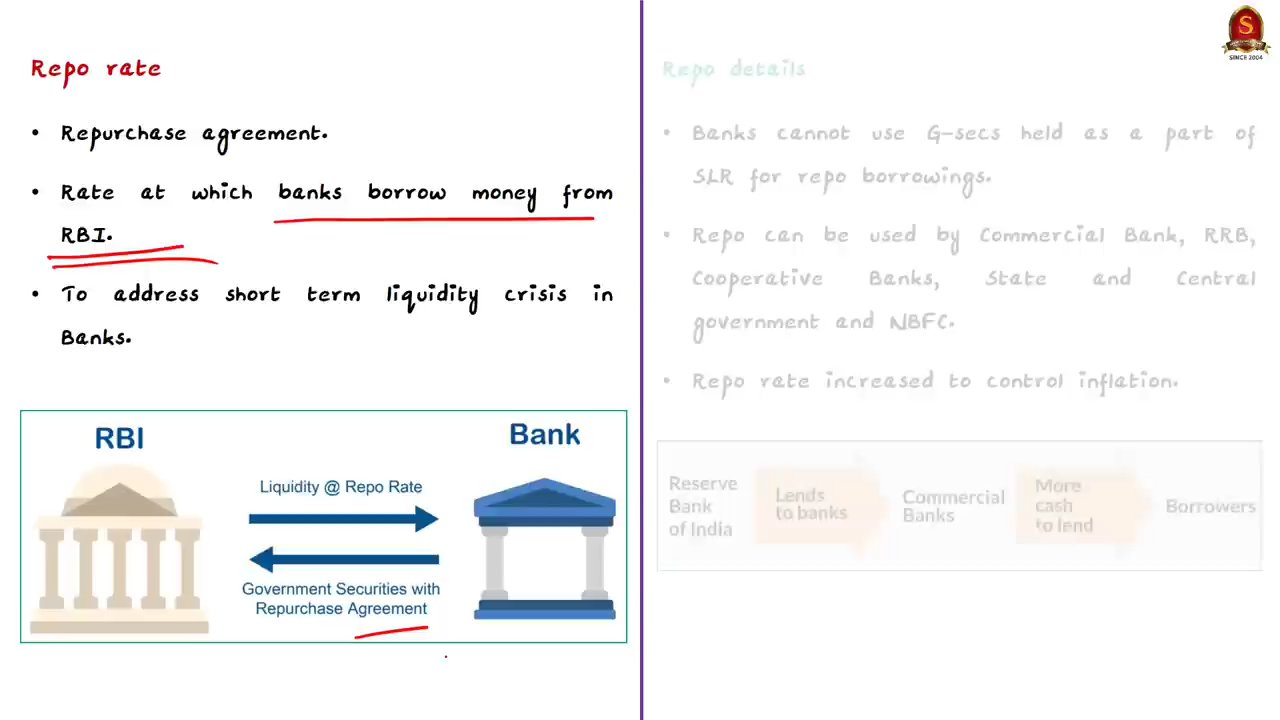 Repo rate
• Repurchase agreement.
• Rate at which banks borrow money from
RBI.
• To address short term liquidity crisis in
Banks.
RBI
Bank
Liquidity @ Repo Rate
Government Securities with
Repurchase Agreement
Repo details
• Banks cannot use G-secs held as a part of
SLR for repo borrowings.
• Repo can be used by Commercial Bank, RRB,
Cooperative Banks, State and Central
government and NBFC.
• Repo rate increased to control inflation.
Reserve
Bank
of India
Lends
to banks
Commercial
Banks
More
cash
to lend
Borrowers
S
SINCE 2004